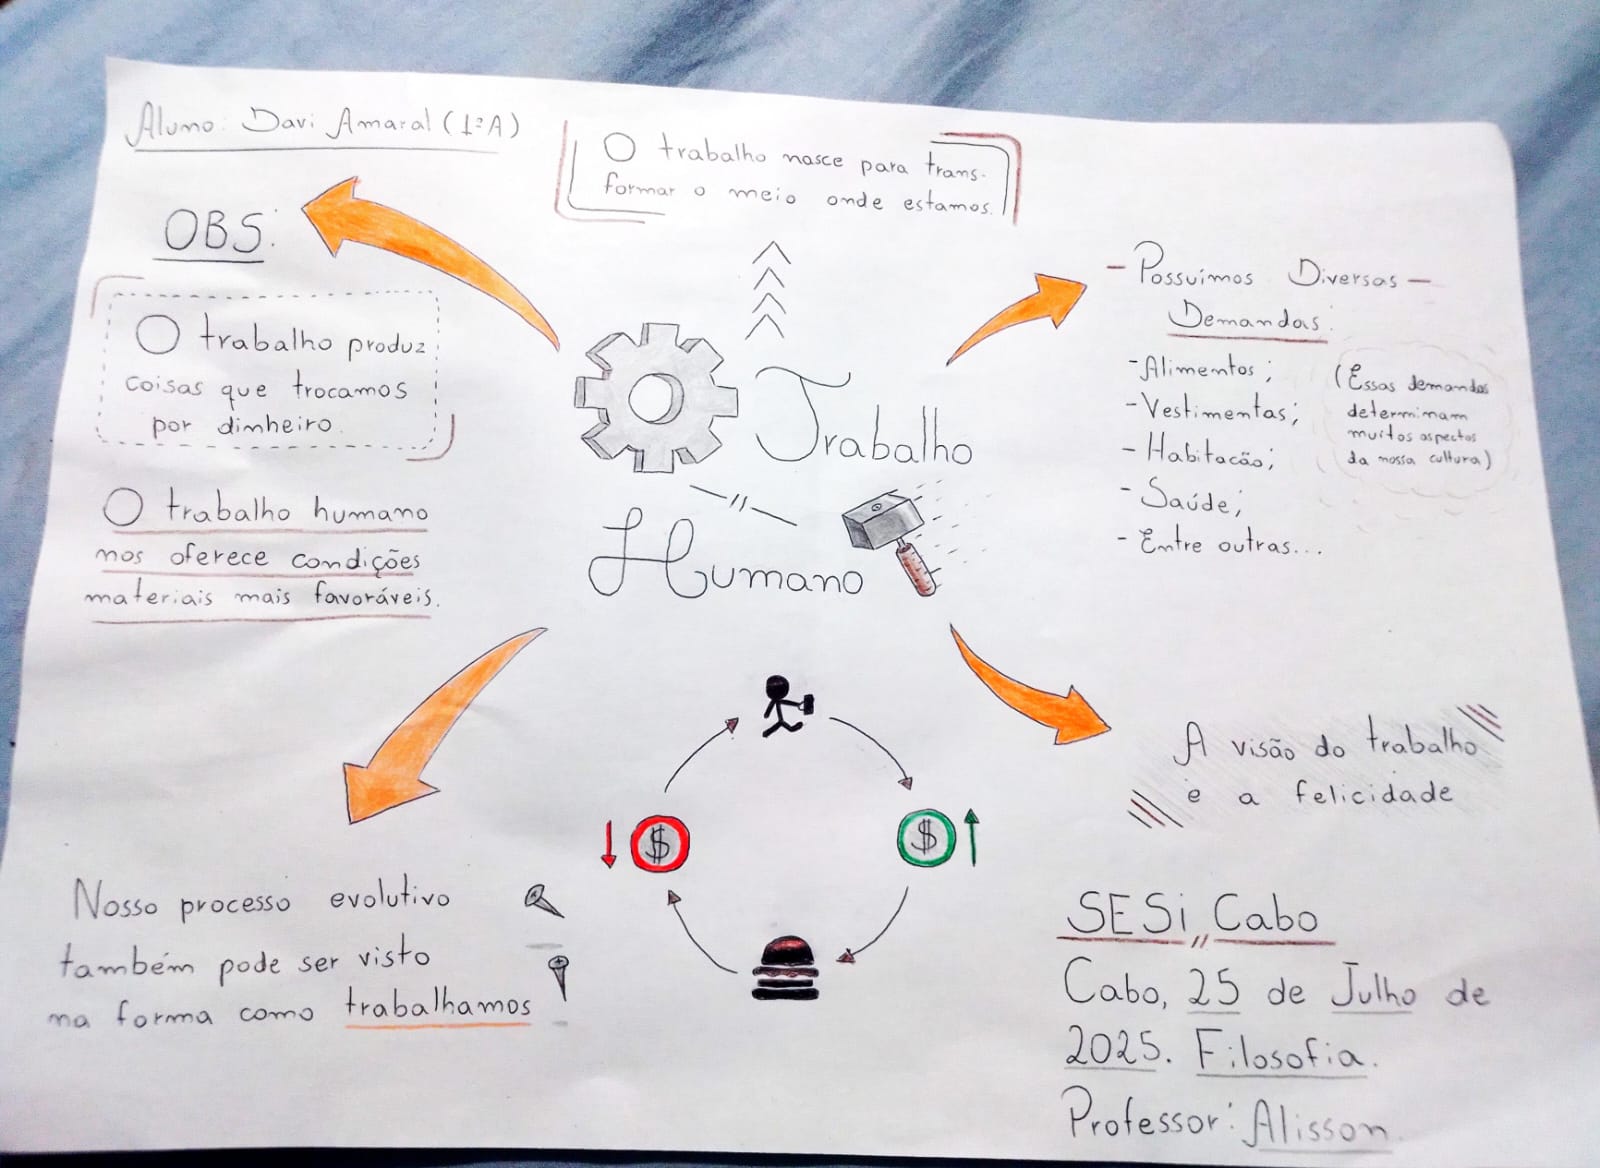 Aluno: Davi Amaral (1ºA)
O trabalho nasce para trans-
formar o meio onde estamos.
OBS:
O trabalho produz
coisas que trocamos
por dinheiro.
O trabalho humano
nos oferece condições
materiais mais favoráveis.
Trabalho
Humano
- Possuímos Diversas -
Demandas:
- Alimentos;
- Vestimentas;
- Habitacão;
- Saúde;
- Entre outras...
(Essas demandas
determinam
muitos aspectos
da nossa cultura)
A visão do trabalho
e a felicidade
$
$
Nosso processo evolutivo
também pode ser visto
na forma como trabalhamos
SESi Cabo
Cabo, 25 de Julho de
2025. Filosofia.
Professor: Alisson.